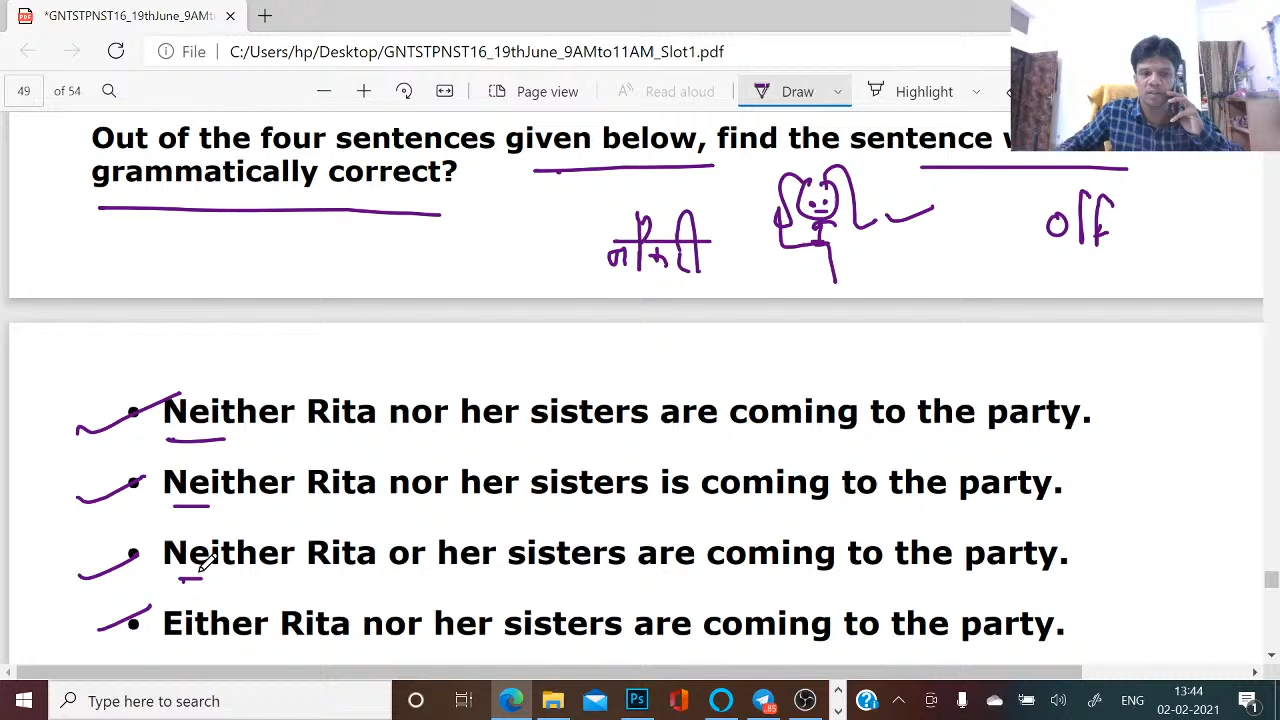 *GNTSTPNST16_19thJune_9AMt
File C:/Users/hp/Desktop/GNTSTPNST16_19thJune_9AMto11AM_Slot1.pdf
49 of 54 Page view Read aloud Draw Highlight
Out of the four sentences given below, find the sentence
grammatically correct?
off
Neither Rita nor her sisters are coming to the party.
Neither Rita nor her sisters is coming to the party.
Neither Rita or her sisters are coming to the party.
Either Rita nor her sisters are coming to the party.
Type here to search
Ps
85
ENG
13:44
02-02-2021
1